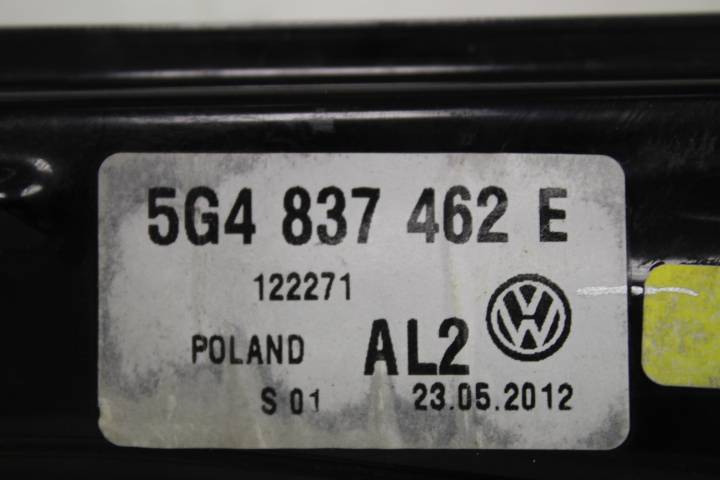 5G4 837 462 E
122271
POLAND AL2
S 01 23.05.2012